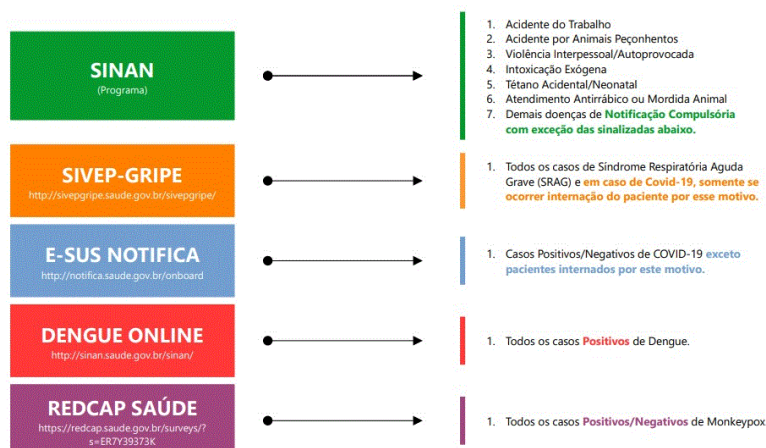 SINAN
(Programa)
1. Acidente do Trabalho
2. Acidente por Animais Peçonhentos
3. Violência Interpessoal/Autoprovocada
4. Intoxicação Exógena
5. Tétano Acidental/Neonatal
6. Atendimento Antirrábico ou Mordida Animal
7. Demais doenças de Notificação Compulsória
com exceção das sinalizadas abaixo.
SIVEP-GRIPE
http://sivepgripe.saude.gov.br/sivepgripe/
1. Todos os casos de Síndrome Respiratória Aguda
Grave (SRAG) e em caso de Covid-19, somente se
ocorrer internação do paciente por esse motivo.
E-SUS NOTIFICA
http://notifica.saude.gov.br/onboard
1. Casos Positivos/Negativos de COVID-19 exceto
pacientes internados por este motivo.
DENGUE ONLINE
http://sinan.saude.gov.br/sinan/
1. Todos os casos Positivos de Dengue.
REDCAP SAÚDE
https://redcap.saude.gov.br/surveys/?
s=ER7Y39373K
1. Todos os casos Positivos/Negativos de Monkeypox